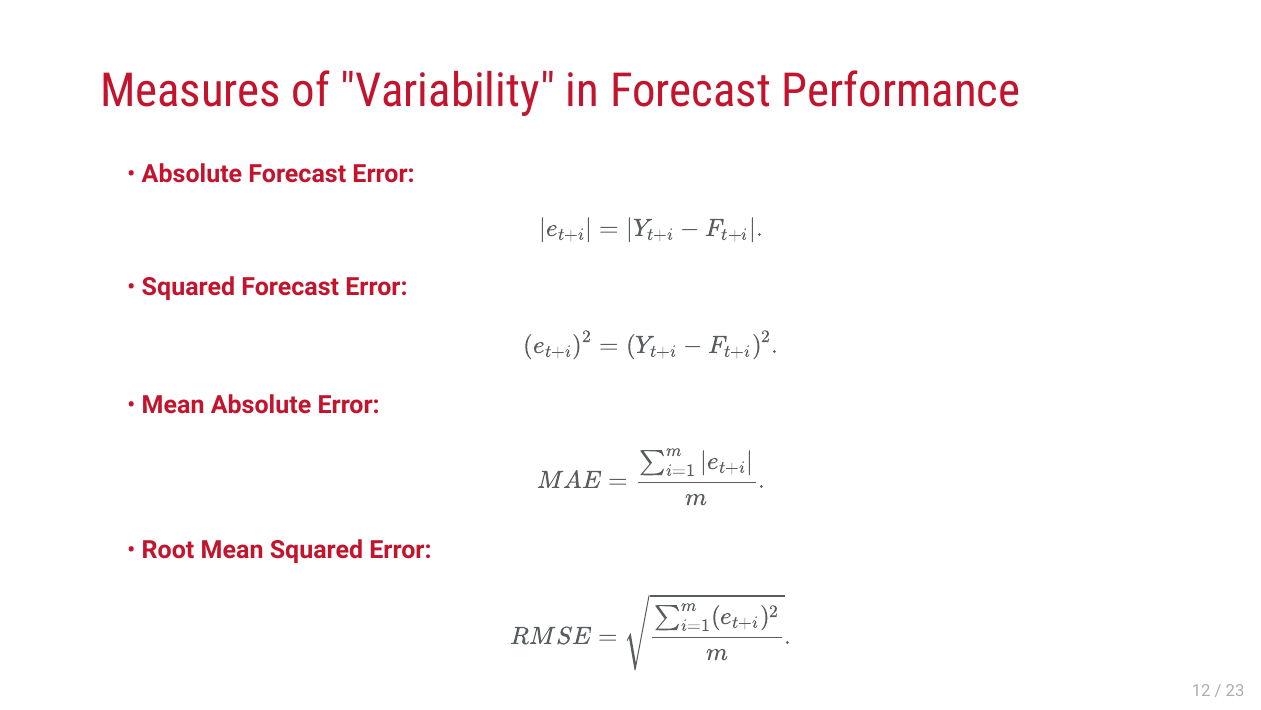 Measures of "Variability" in Forecast Performance
• Absolute Forecast Error:
|e_{t+i}| = |Y_{t+i} − F_{t+i}|.
• Squared Forecast Error:
(e_{t+i})^2 = (Y_{t+i} − F_{t+i})^2.
• Mean Absolute Error:
MAE = \frac{\sum_{i=1}^{m} |e_{t+i}|}{m}.
• Root Mean Squared Error:
RMSE = \sqrt{\frac{\sum_{i=1}^{m} (e_{t+i})^2}{m}}.
12 / 23